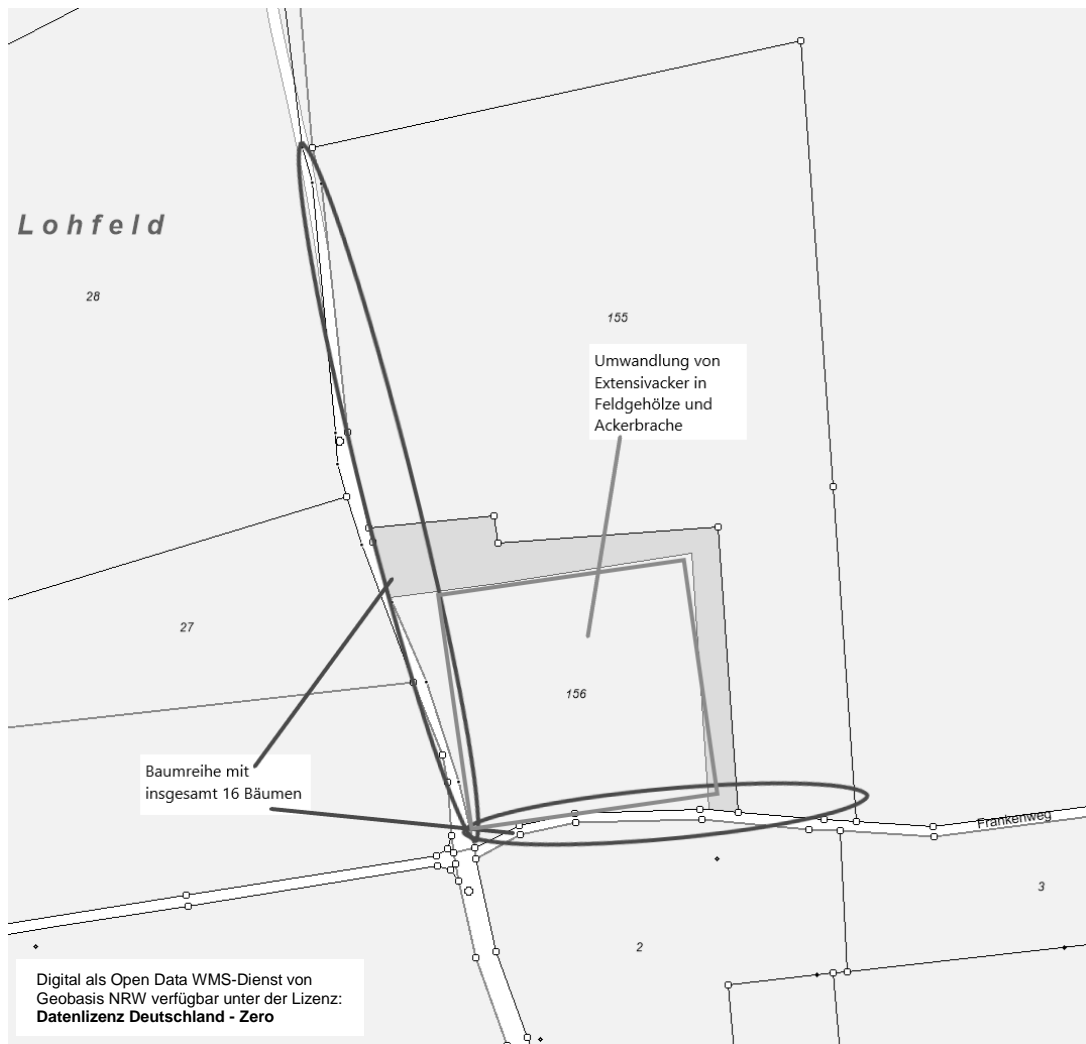 Lohfeld
28
155
Umwandlung von
Extensivacker in
Feldgehölze und
Ackerbrache
27
156
Baumreihe mit
insgesamt 16 Bäumen
Frankenweg
3
2
Digital als Open Data WMS-Dienst von
Geobasis NRW verfügbar unter der Lizenz:
Datenlizenz Deutschland - Zero